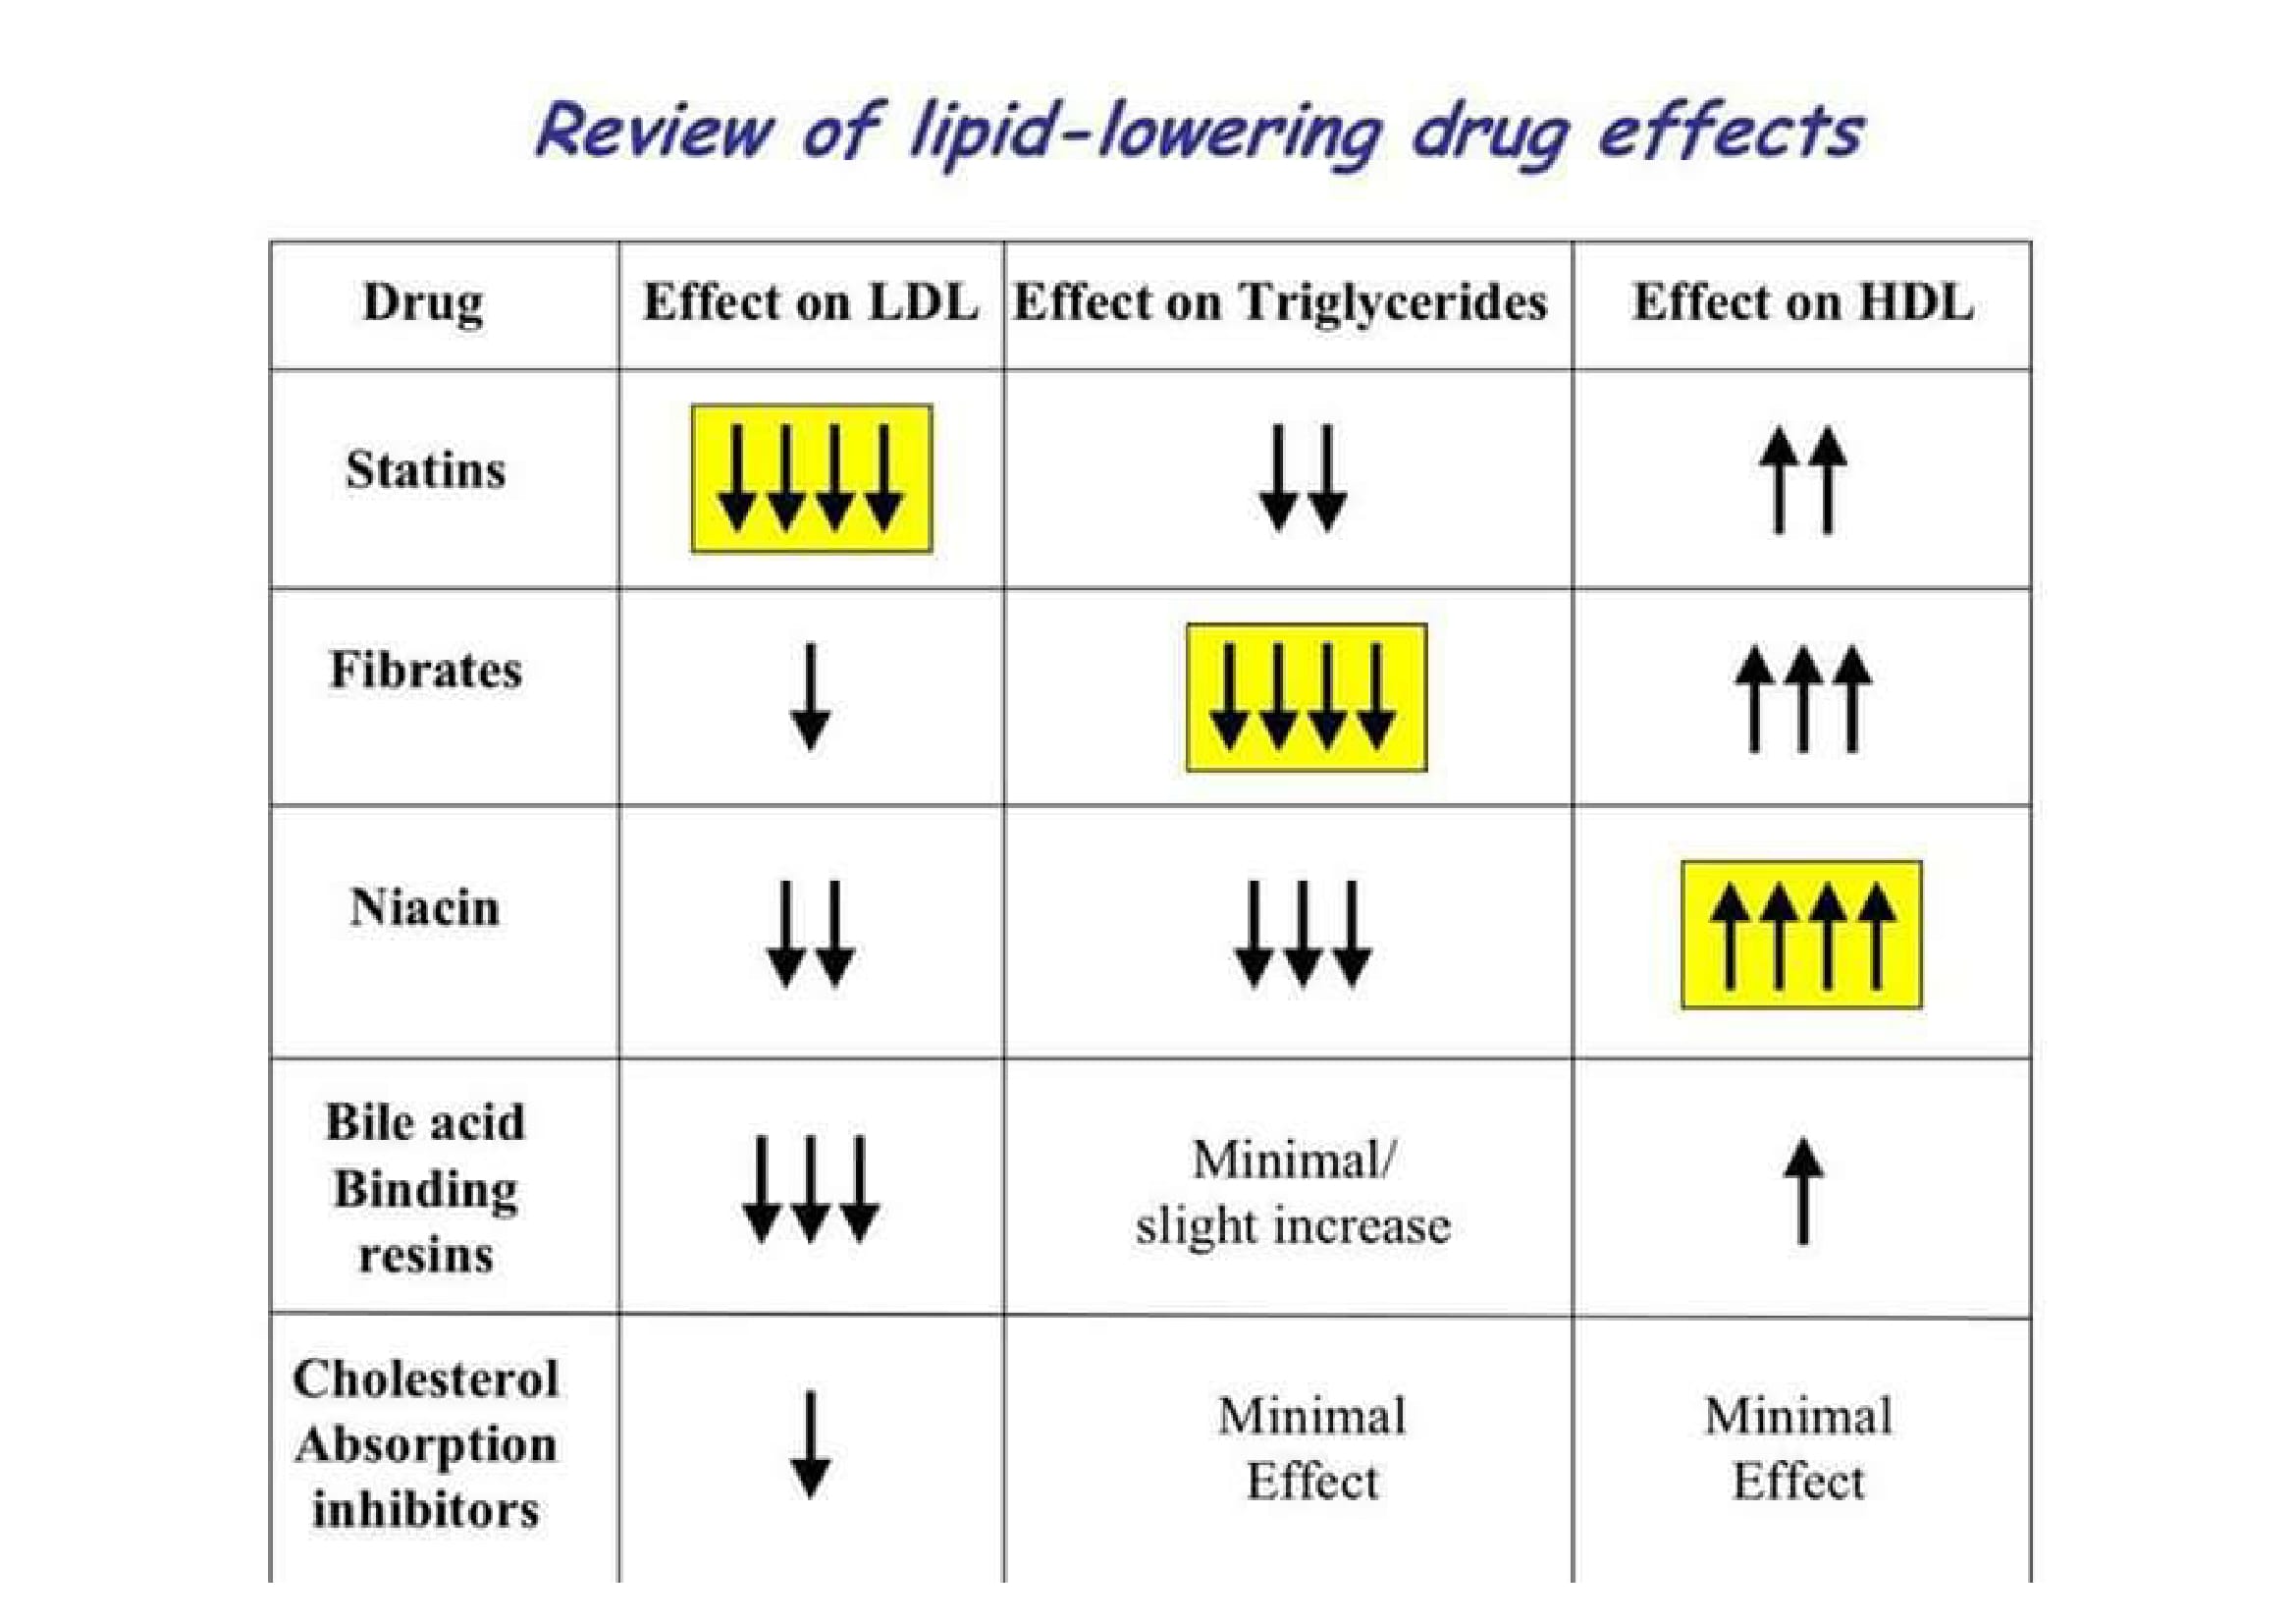 Review of lipid-lowering drug effects
Drug
Effect on LDL
Effect on Triglycerides
Effect on HDL
Statins
Fibrates
Niacin
Bile acid
Binding
resins
Minimal/
slight increase
Cholesterol
Absorption
inhibitors
Minimal
Effect
Minimal
Effect